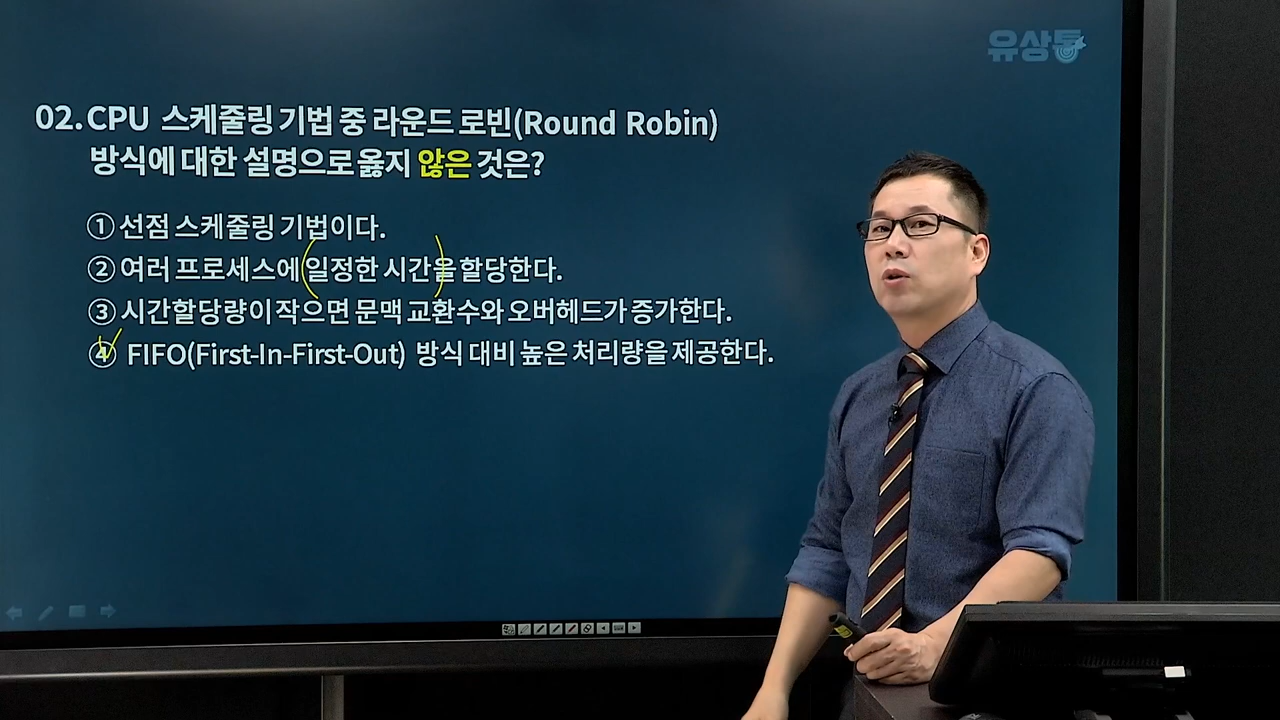 유상통
02. CPU 스케줄링 기법 중 라운드 로빈(Round Robin)
방식에 대한 설명으로 옳지 않은 것은?
① 선점 스케줄링 기법이다.
② 여러 프로세스에 일정한 시간을 할당한다.
③ 시간할당량이 작으면 문맥 교환수와 오버헤드가 증가한다.
④ FIFO(First-In-First-Out) 방식 대비 높은 처리량을 제공한다.